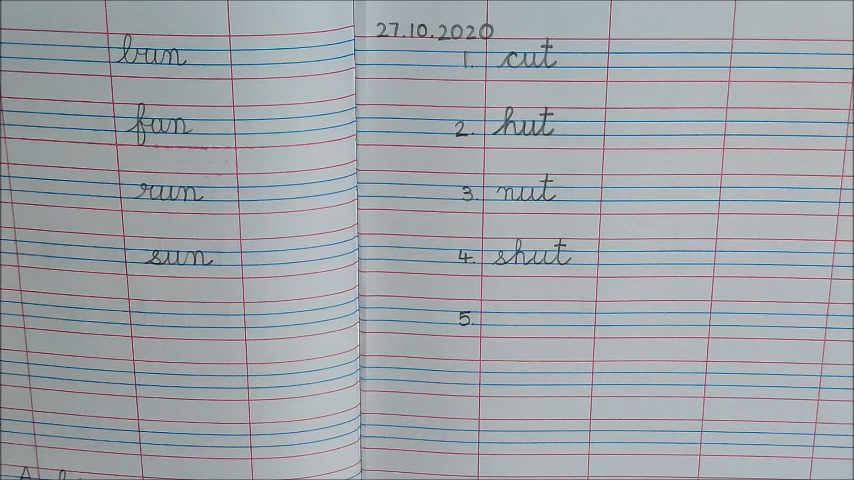 bun
fun
run
sun
27.10.2020
1. cut
2. hut
3. nut
4. shut
5.